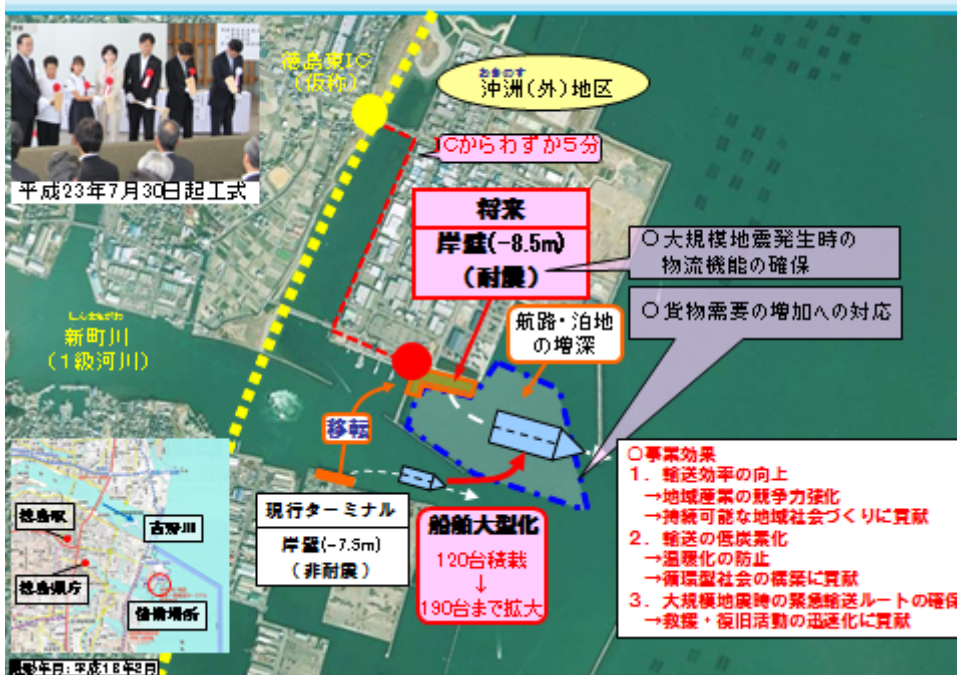 平成23年7月30日起工式
徳島東IC
(仮称)
おきのす
沖洲(外)地区
ICからわずか5分
将来
岸壁(-8.5m)
(耐震)
○大規模地震発生時の
物流機能の確保
○貨物需要の増加への対応
航路・泊地
の増深
しんまちがわ
新町川
(1級河川)
移転
現行ターミナル
岸壁(-7.5m)
(非耐震)
船舶大型化
120台積載
↓
190台まで拡大
○事業効果
1. 輸送効率の向上
→地域産業の競争力強化
→持続可能な地域社会づくりに貢献
2. 輸送の低炭素化
→温暖化の防止
→循環型社会の構築に貢献
3. 大規模地震時の緊急輸送ルートの確保
→救援・復旧活動の迅速化に貢献
徳島駅
吉野川
徳島県庁
整備場所